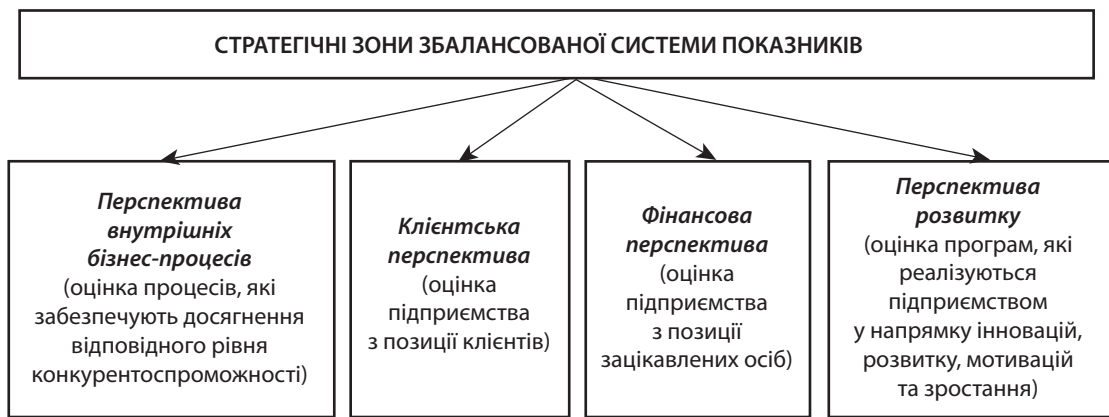 СТРАТЕГІЧНІ ЗОНИ ЗБАЛАНСОВАНОЇ СИСТЕМИ ПОКАЗНИКІВ
Перспектива
внутрішніх
бізнес-процесів
(оцінка процесів, які
забезпечують досягнення
відповідного рівня
конкурентоспроможності)
Клієнтська
перспектива
(оцінка
підприємства
з позиції клієнтів)
Фінансова
перспектива
(оцінка
підприємства
з позиції
зацікавлених осіб)
Перспектива
розвитку
(оцінка програм, які
реалізуються
підприємством
у напрямку інновацій,
розвитку, мотивацій
та зростання)